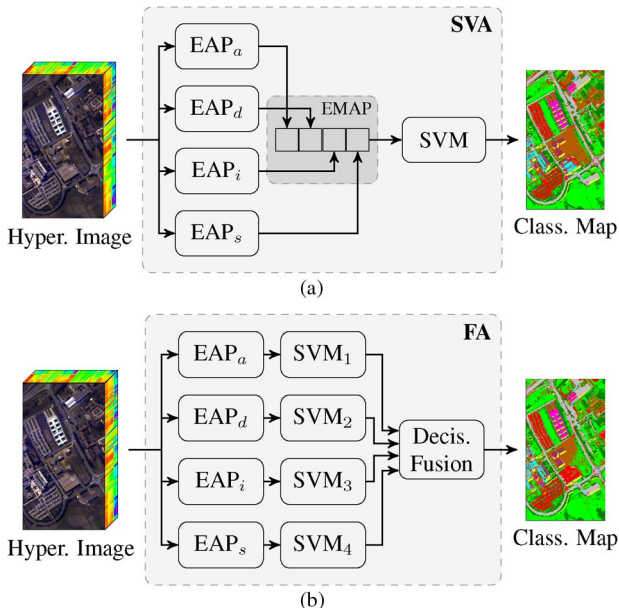 SVA
EAP_a
EAP_d
EMAP
EAP_i
SVM
EAP_s
Hyper. Image
Class. Map
(a)
FA
EAP_a
SVM_1
EAP_d
SVM_2
Decis.
Fusion
EAP_i
SVM_3
EAP_s
SVM_4
Hyper. Image
Class. Map
(b)